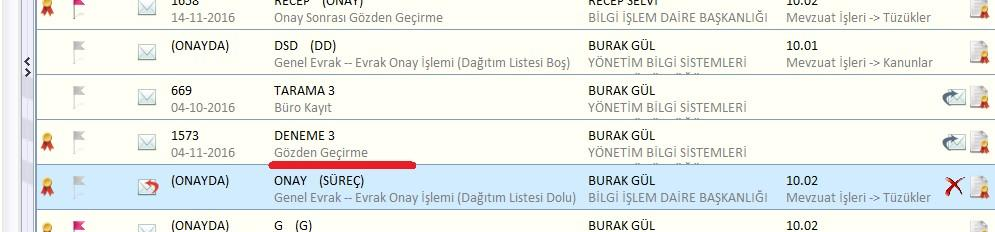 1658 RECEP (ONAY) RECEP SELVİ 10.02
14-11-2016 Onay Sonrası Gözden Geçirme BİLGİ İŞLEM DAİRE BAŞKANLIĞI Mevzuat İşleri -> Tüzükler
(ONAYDA) DSD (DD) BURAK GÜL 10.01
Genel Evrak -- Evrak Onay İşlemi (Dağıtım Listesi Boş) YÖNETİM BİLGİ SİSTEMLERİ Mevzuat İşleri -> Kanunlar
669 TARAMA 3 BURAK GÜL
04-10-2016 Büro Kayıt YÖNETİM BİLGİ SİSTEMLERİ
1573 DENEME 3 BURAK GÜL
04-11-2016 Gözden Geçirme YÖNETİM BİLGİ SİSTEMLERİ
(ONAYDA) ONAY (SÜREÇ) BURAK GÜL 10.02
Genel Evrak -- Evrak Onay İşlemi (Dağıtım Listesi Dolu) BİLGİ İŞLEM DAİRE BAŞKANLIĞI Mevzuat İşleri -> Tüzükler
(ONAYDA) G (G) BURAK GÜL 10.02